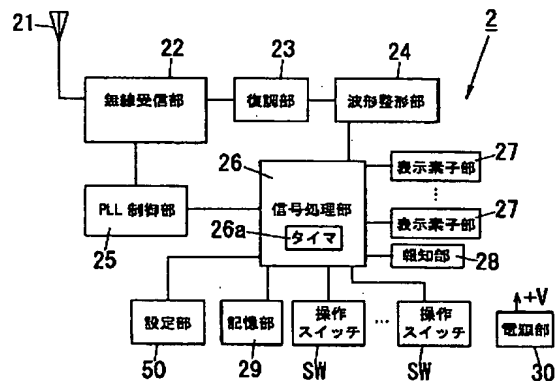 21
22
23
24
2
無線受信部
復調部
波形整形部
26
27
表示素子部
⋮
PLL 制御部
信号処理部
27
26a
タイマ
表示素子部
25
報知部
28
設定部
記憶部
操作
スイッチ
…
操作
スイッチ
+V
電源部
50
29
SW
SW
30